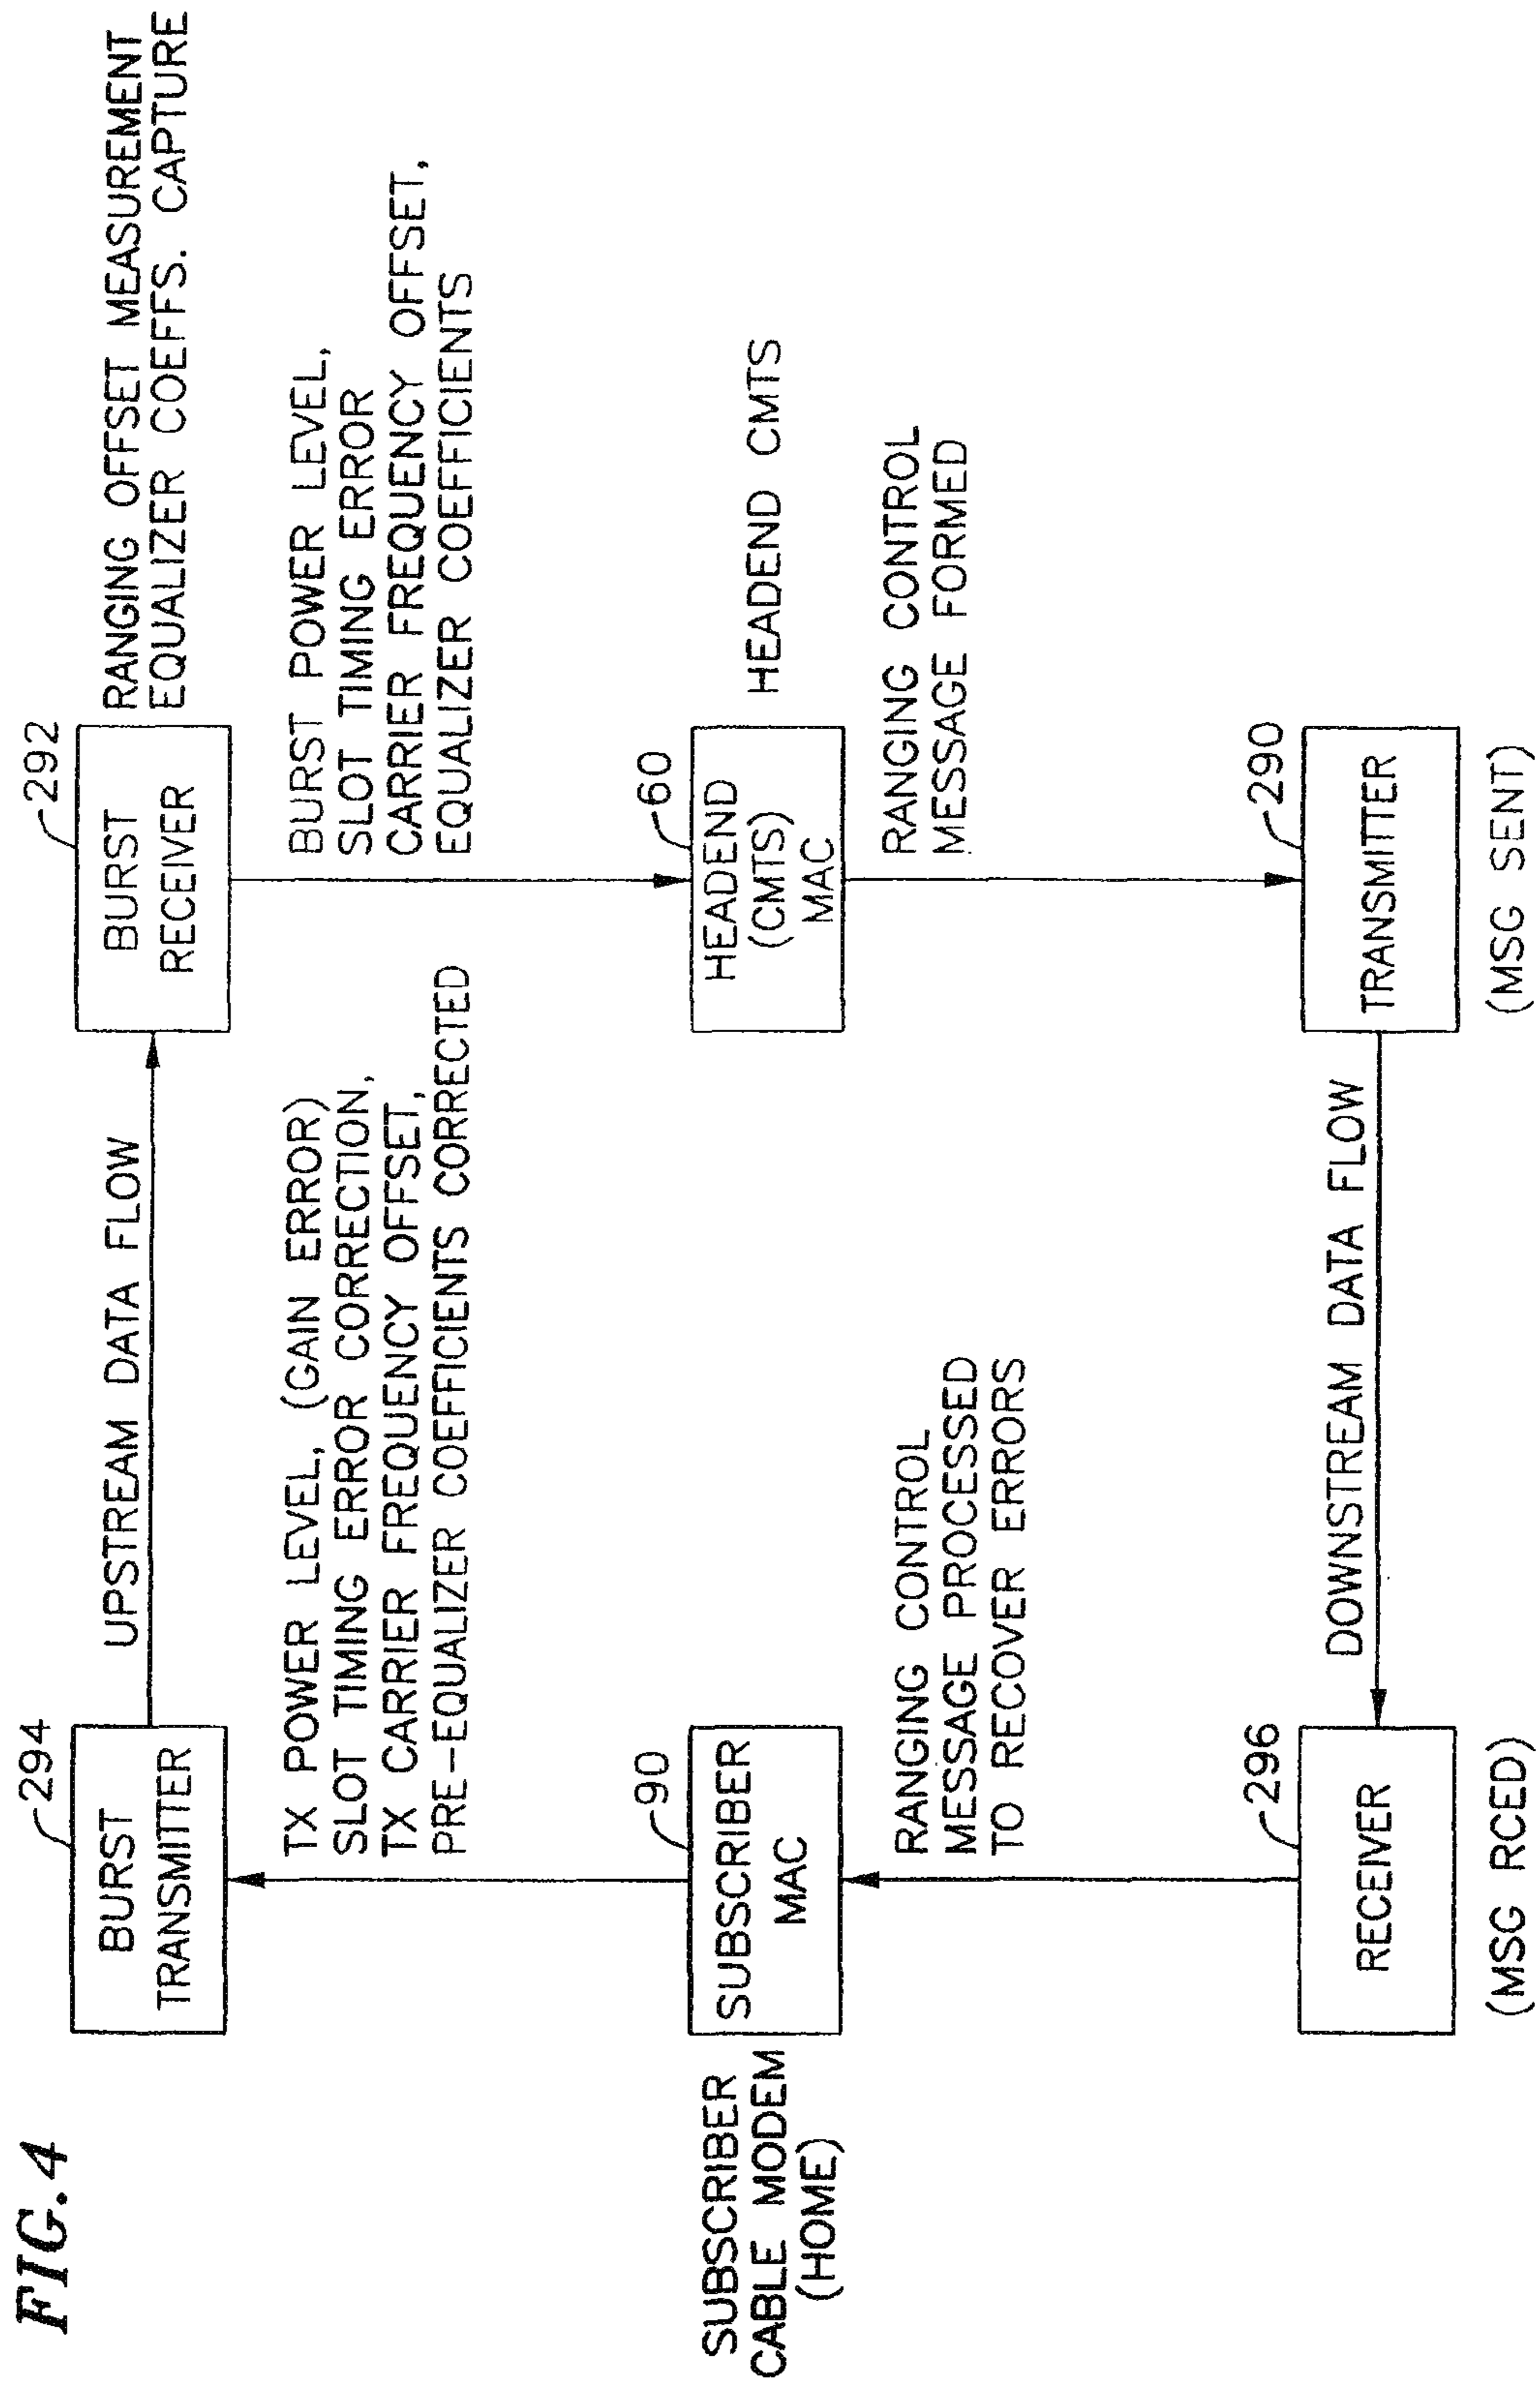 FIG.4
294
BURST
TRANSMITTER
UPSTREAM DATA FLOW
292
BURST
RECEIVER
RANGING OFFSET MEASUREMENT
EQUALIZER COEFFS. CAPTURE
TX POWER LEVEL, (GAIN ERROR)
SLOT TIMING ERROR CORRECTION,
TX CARRIER FREQUENCY OFFSET,
PRE-EQUALIZER COEFFICIENTS CORRECTED
BURST POWER LEVEL,
SLOT TIMING ERROR
CARRIER FREQUENCY OFFSET,
EQUALIZER COEFFICIENTS
SUBSCRIBER
CABLE MODEM
(HOME)
90
SUBSCRIBER
MAC
60
HEADEND
(CMTS)
MAC
HEADEND CMTS
RANGING CONTROL
MESSAGE PROCESSED
TO RECOVER ERRORS
RANGING CONTROL
MESSAGE FORMED
296
RECEIVER
(MSG RCED)
DOWNSTREAM DATA FLOW
290
TRANSMITTER
(MSG SENT)